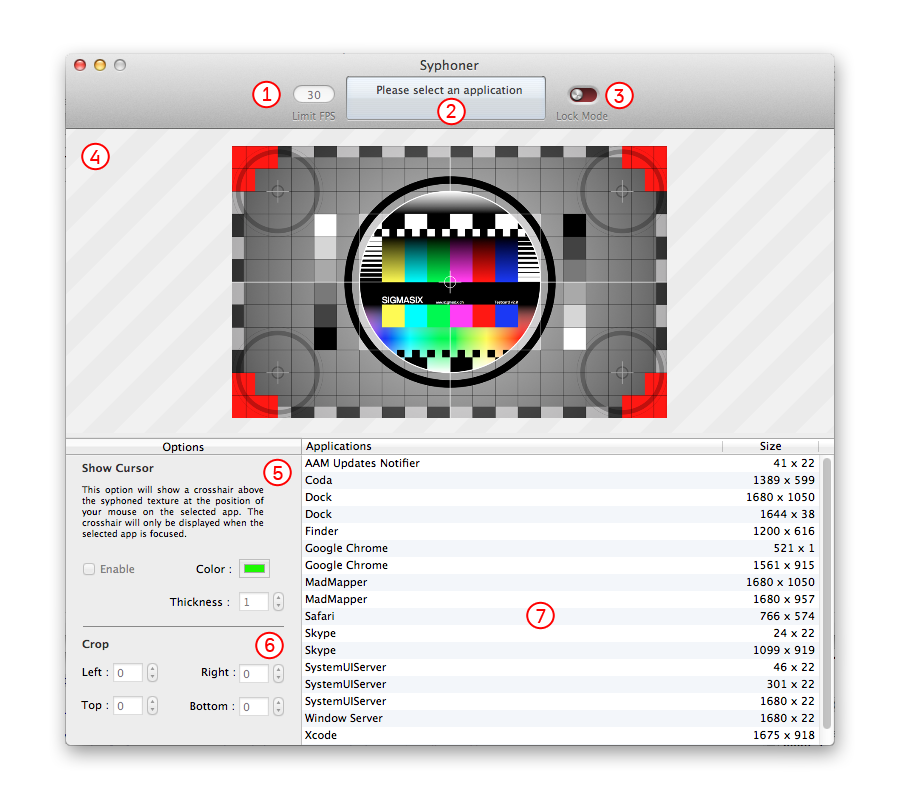 Syphoner
1 30 Please select an application 3
Limit FPS 2 Lock Mode
4
SIGMASIX www.sigmasix.ch
Options Applications Size
Show Cursor 5
This option will show a crosshair above
the syphoned texture at the position of
your mouse on the selected app. The
crosshair will only be displayed when the
selected app is focused.
Enable Color :
Thickness : 1
Crop 6
Left : 0 Right : 0
Top : 0 Bottom : 0
AAM Updates Notifier 41 x 22
Coda 1389 x 599
Dock 1680 x 1050
Dock 1644 x 38
Finder 1200 x 616
Google Chrome 521 x 1
Google Chrome 1561 x 915
MadMapper 1680 x 1050
MadMapper 1680 x 957
Safari 766 x 574
7
Skype 24 x 22
Skype 1099 x 919
SystemUIServer 46 x 22
SystemUIServer 301 x 22
SystemUIServer 1680 x 22
Window Server 1680 x 22
Xcode 1675 x 918